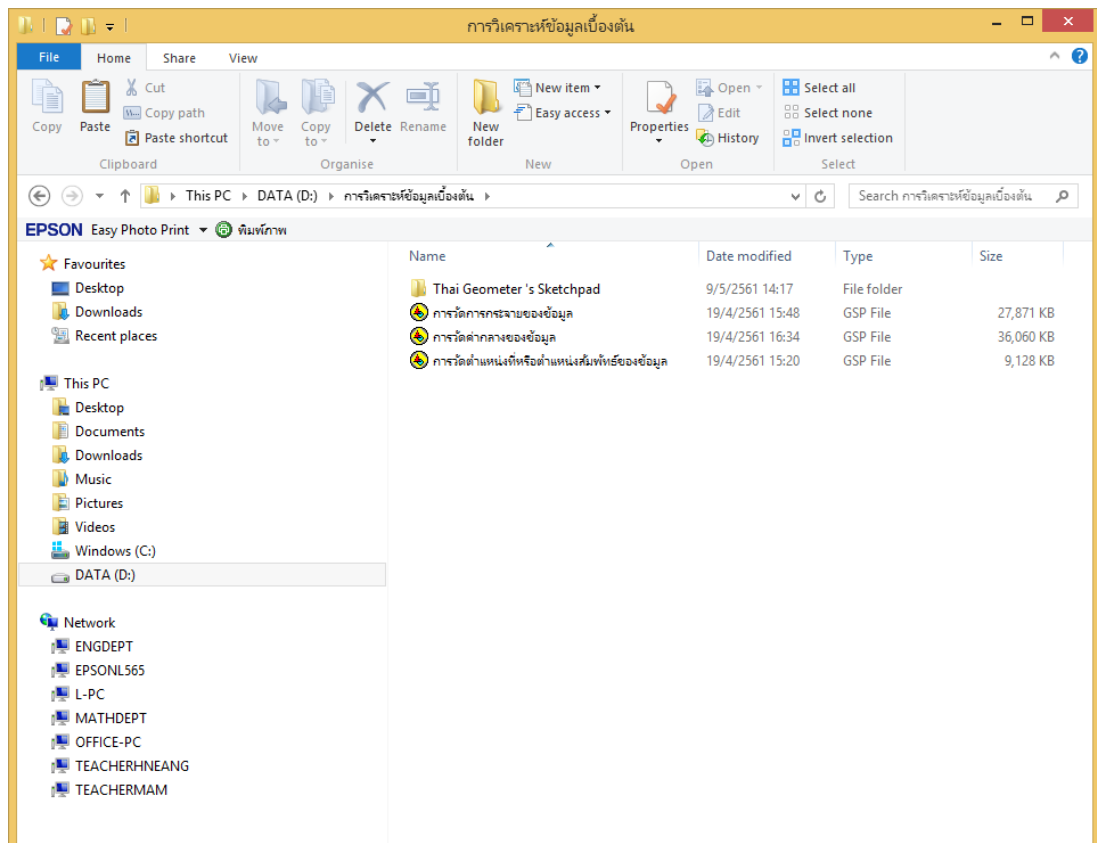 การวิเคราะห์ข้อมูลเบื้องต้น
File Home Share View
Copy
Paste
Cut
Copy path
Paste shortcut
Clipboard
Move to
Copy to
Delete
Rename
Organise
New folder
New item
Easy access
New
Properties
Open
Edit
History
Open
Select all
Select none
Invert selection
Select
This PC DATA (D:) การวิเคราะห์ข้อมูลเบื้องต้น
Search การวิเคราะห์ข้อมูลเบื้องต้น
EPSON Easy Photo Print พิมพ์ภาพ
Favourites
Desktop
Downloads
Recent places
This PC
Desktop
Documents
Downloads
Music
Pictures
Videos
Windows (C:)
DATA (D:)
Network
ENGDEPT
EPSONL565
L-PC
MATHDEPT
OFFICE-PC
TEACHERHNEANG
TEACHERMAM
Name Date modified Type Size
Thai Geometer 's Sketchpad 9/5/2561 14:17 File folder
การวัดการกระจายของข้อมูล 19/4/2561 15:48 GSP File 27,871 KB
การวัดค่ากลางของข้อมูล 19/4/2561 16:34 GSP File 36,060 KB
การวัดตำแหน่งที่หรือตำแหน่งสัมพัทธ์ของข้อมูล 19/4/2561 15:20 GSP File 9,128 KB